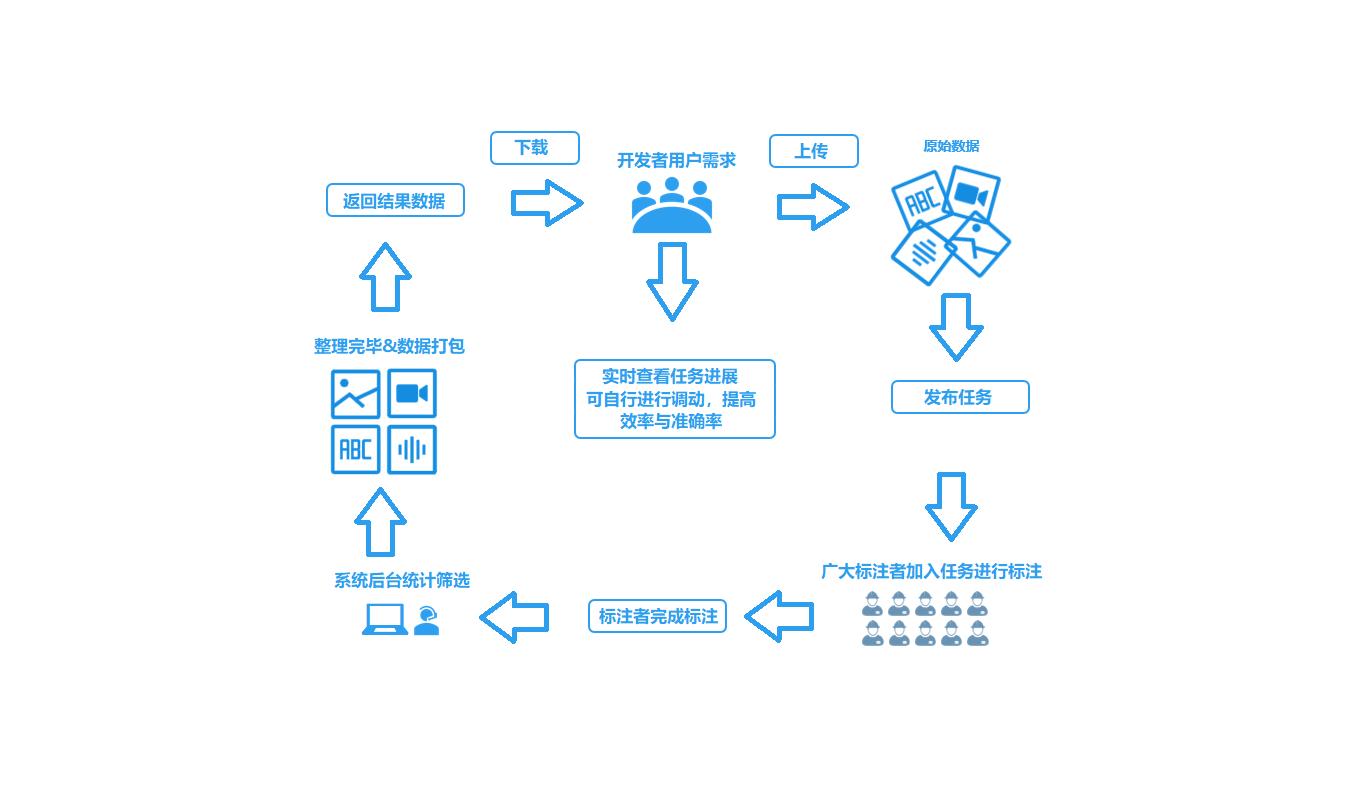 下载
开发者用户需求
上传
原始数据
ABC
返回结果数据
整理完毕&数据打包
ABC
实时查看任务进展
可自行进行调动，提高
效率与准确率
发布任务
广大标注者加入任务进行标注
标注者完成标注
系统后台统计筛选